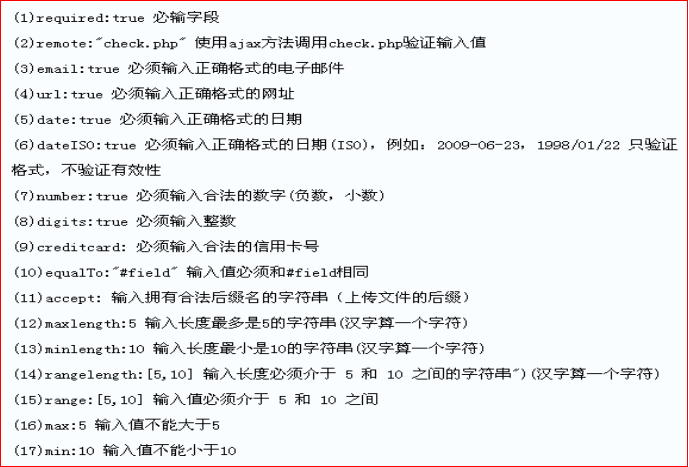 (1)required:true 必输字段
(2)remote:"check.php" 使用ajax方法调用check.php验证输入值
(3)email:true 必须输入正确格式的电子邮件
(4)url:true 必须输入正确格式的网址
(5)date:true 必须输入正确格式的日期
(6)dateISO:true 必须输入正确格式的日期(ISO)，例如：2009-06-23，1998/01/22 只验证
格式，不验证有效性
(7)number:true 必须输入合法的数字(负数，小数)
(8)digits:true 必须输入整数
(9)creditcard: 必须输入合法的信用卡号
(10)equalTo:"#field" 输入值必须和#field相同
(11)accept: 输入拥有合法后缀名的字符串（上传文件的后缀）
(12)maxlength:5 输入长度最多是5的字符串(汉字算一个字符)
(13)minlength:10 输入长度最小是10的字符串(汉字算一个字符)
(14)rangelength:[5,10] 输入长度必须介于 5 和 10 之间的字符串")(汉字算一个字符)
(15)range:[5,10] 输入值必须介于 5 和 10 之间
(16)max:5 输入值不能大于5
(17)min:10 输入值不能小于10